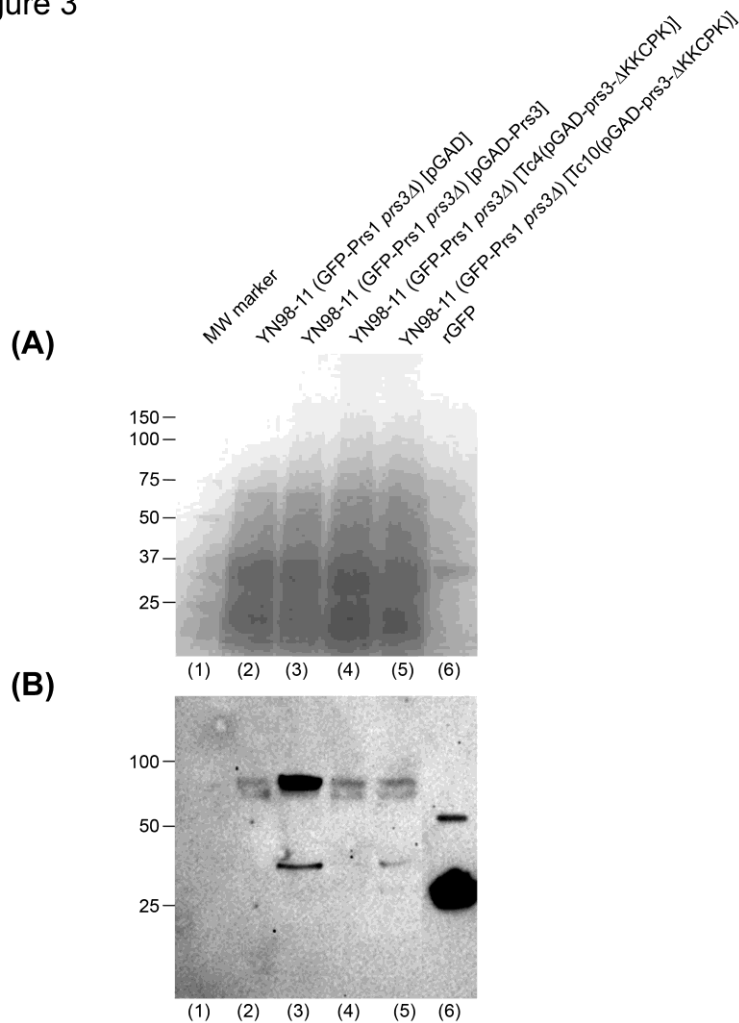 gure 3
MW marker
YN98-11 (GFP-Prs1 prs3Δ) [pGAD]
YN98-11 (GFP-Prs1 prs3Δ) [pGAD-Prs3]
YN98-11 (GFP-Prs1 prs3Δ) [Tc4(pGAD-prs3-ΔKKCPK)]
YN98-11 (GFP-Prs1 prs3Δ) [Tc10(pGAD-prs3-ΔKKCPK)]
rGFP
(A)
150
100
75
50
37
25
(1) (2) (3) (4) (5) (6)
(B)
100
50
25
(1) (2) (3) (4) (5) (6)